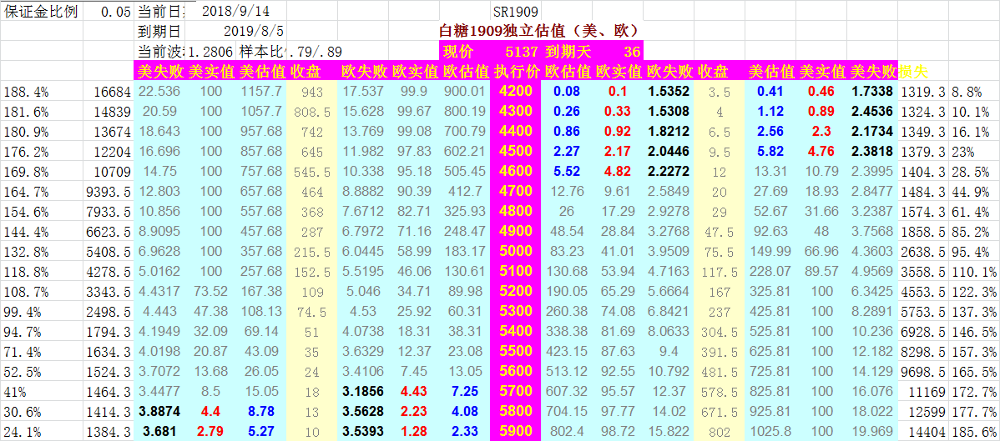 保证金比例 0.05 当前日 2018/9/14 SR1909
到期日 2019/8/5 白糖1909独立估值（美、欧）
当前波 1.2806 样本比 .79/.89 现价 5137 到期天 36
美失败 美实值 美估值 收盘 欧失败 欧实值 欧估值 执行价 欧估值 欧实值 欧失败 收盘 美估值 美实值 美失败 损失
188.4% 16684 22.536 100 1157.7 943 17.537 99.9 900.01 4200 0.08 0.1 1.5352 3.5 0.41 0.46 1.7338 1319.3 8.8%
181.6% 14839 20.59 100 1057.7 808.5 15.628 99.67 800.19 4300 0.26 0.33 1.5308 4 1.12 0.89 2.4536 1324.3 10.1%
180.9% 13674 18.643 100 957.68 742 13.769 99.08 700.79 4400 0.86 0.92 1.8212 6.5 2.56 2.3 2.1734 1349.3 16.1%
176.2% 12204 16.696 100 857.68 645 11.982 97.83 602.21 4500 2.27 2.17 2.0446 9.5 5.82 4.76 2.3818 1379.3 23%
169.8% 10709 14.75 100 757.68 545.5 10.338 95.18 505.45 4600 5.52 4.82 2.2272 12 13.31 10.79 2.3995 1404.3 28.5%
164.7% 9393.5 12.803 100 657.68 464 8.8882 90.39 412.7 4700 12.76 9.61 2.5849 20 27.69 18.93 2.8477 1484.3 44.9%
154.6% 7933.5 10.856 100 557.68 368 7.6712 82.71 325.93 4800 26 17.29 2.9278 29 52.67 31.66 3.2387 1574.3 61.4%
144.4% 6623.5 8.9095 100 457.68 287 6.7972 71.16 248.47 4900 48.54 28.84 3.2768 47.5 92.63 48 3.7568 1858.5 85.2%
132.8% 5408.5 6.9628 100 357.68 215.5 6.0445 58.99 183.17 5000 83.23 41.01 3.9509 75.5 149.99 66.96 4.3603 2638.5 95.4%
118.8% 4278.5 5.0162 100 257.68 152.5 5.5195 46.06 130.61 5100 130.68 53.94 4.7163 117.5 228.07 89.57 4.9569 3558.5 110.1%
108.7% 3343.5 4.4317 73.52 167.38 109 5.046 34.71 89.98 5200 190.05 65.29 5.6664 167 325.81 100 6.3425 4553.5 122.3%
99.4% 2498.5 4.443 47.38 108.13 74.5 4.53 25.92 60.31 5300 260.38 74.08 6.8421 237 425.81 100 8.2891 5753.5 137.3%
94.7% 1794.3 4.1949 32.09 69.14 51 4.0738 18.31 38.31 5400 338.38 81.69 8.0633 304.5 525.81 100 10.236 6928.5 146.5%
71.4% 1634.3 4.0198 20.87 43.09 35 3.6329 12.37 23.08 5500 423.15 87.63 9.4 391.5 625.81 100 12.182 8298.5 157.3%
52.5% 1524.3 3.7072 13.68 26.05 24 3.4106 7.45 13.05 5600 513.12 92.55 10.792 481.5 725.81 100 14.129 9698.5 165.5%
41% 1464.3 3.4477 8.5 15.05 18 3.1856 4.43 7.25 5700 607.32 95.57 12.37 578.5 825.81 100 16.076 11169 172.7%
30.6% 1414.3 3.8874 4.4 8.78 13 3.5628 2.23 4.08 5800 704.15 97.77 14.02 671.5 925.81 100 18.022 12599 177.7%
24.1% 1384.3 3.681 2.79 5.27 10 3.5393 1.28 2.33 5900 802.4 98.72 15.822 802 1025.8 100 19.969 14404 185.6%